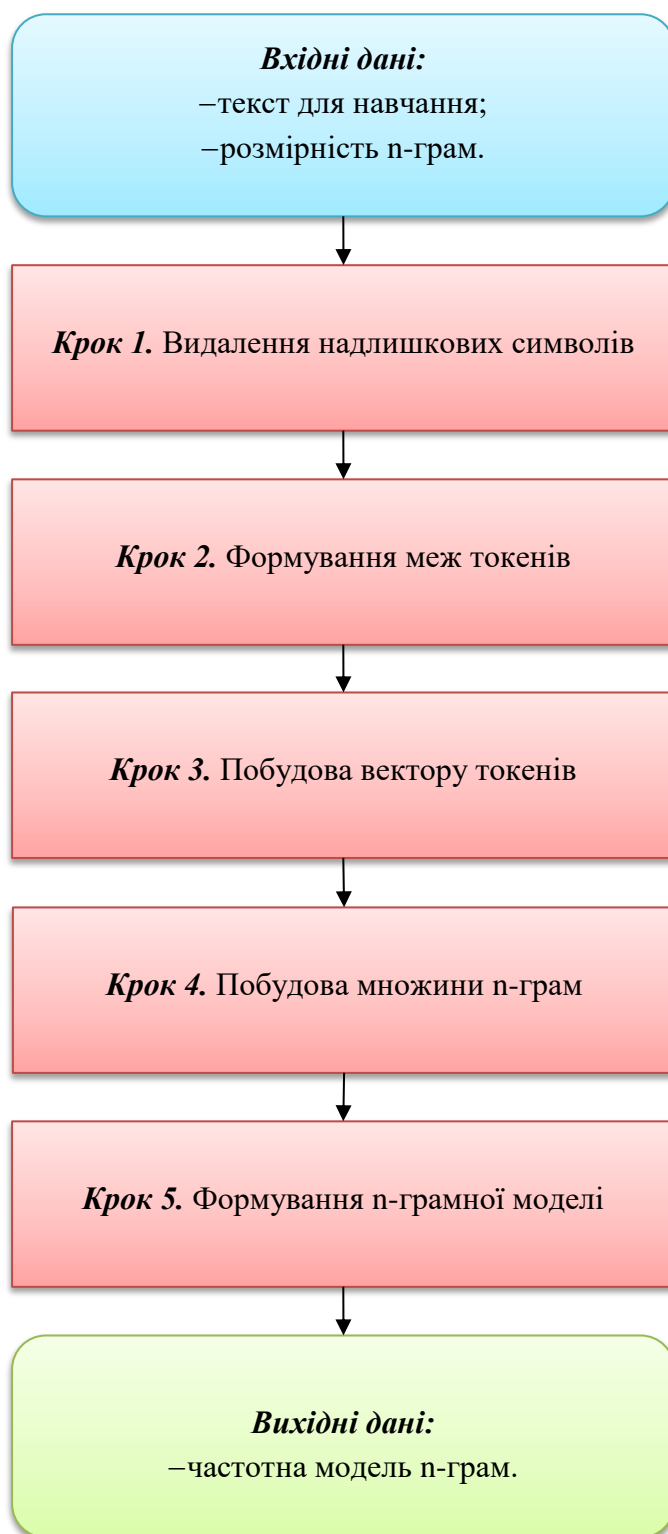 Вхідні дані:
–текст для навчання;
–розмірність n-грам.
Крок 1. Видалення надлишкових символів
Крок 2. Формування меж токенів
Крок 3. Побудова вектору токенів
Крок 4. Побудова множини n-грам
Крок 5. Формування n-грамної моделі
Вихідні дані:
–частотна модель n-грам.